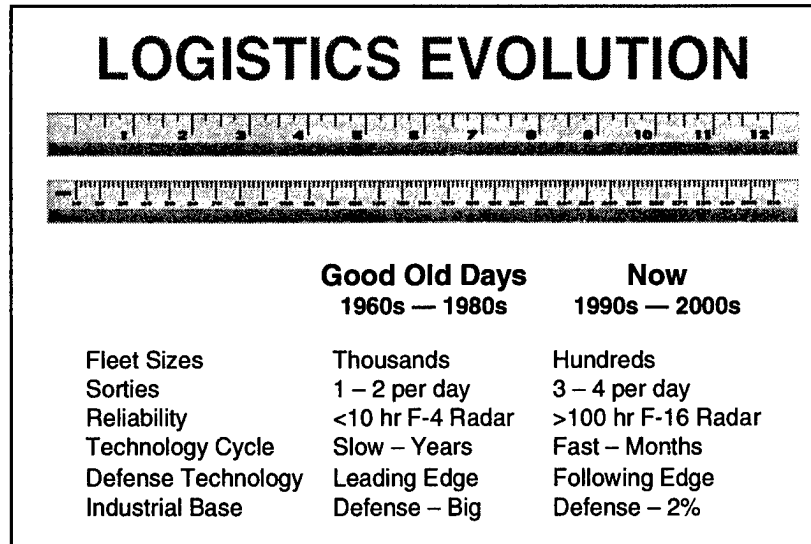 LOGISTICS EVOLUTION
1 2 3 4 5 6 7 8 9 10 11 12
Good Old Days Now
1960s — 1980s 1990s — 2000s
Fleet Sizes Thousands Hundreds
Sorties 1 – 2 per day 3 – 4 per day
Reliability <10 hr F-4 Radar >100 hr F-16 Radar
Technology Cycle Slow – Years Fast – Months
Defense Technology Leading Edge Following Edge
Industrial Base Defense – Big Defense – 2%